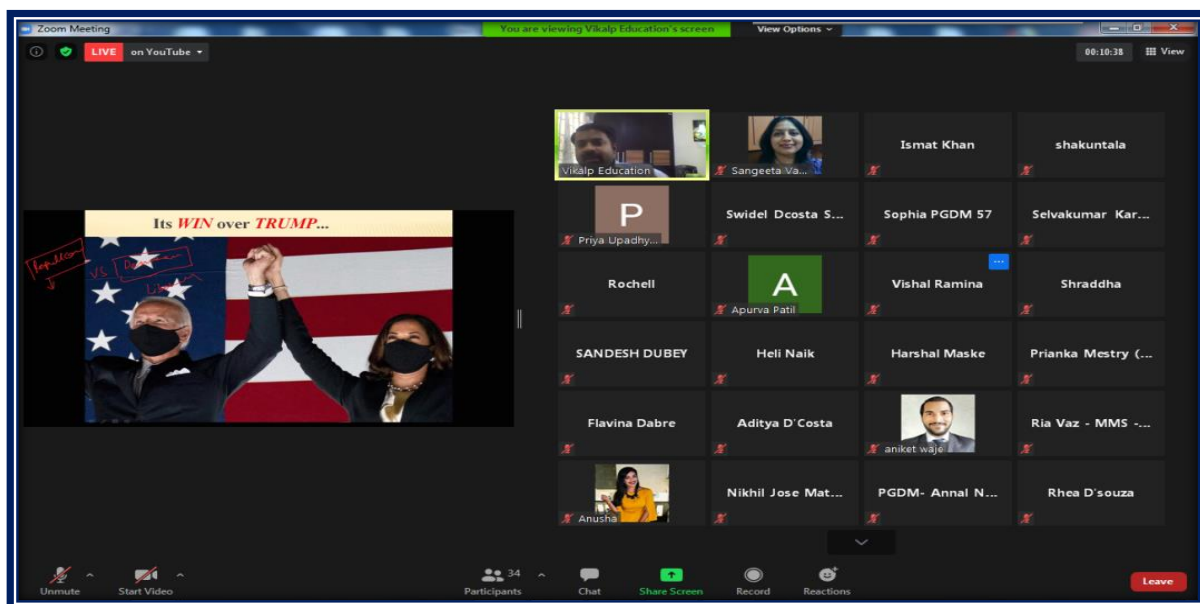 Zoom Meeting
You are viewing Vikalp Education's screen
View Options
LIVE on YouTube
00:10:38
View
Vikalp Education
Sangeeta Va...
Ismat Khan
shakuntala
Priya Upadhy...
P
Swidel Dcosta S...
Sophia PGDM 57
Selvakumar Kar...
Its WIN over TRUMP...
VS
Rochell
A
Apurva Patil
Vishal Ramina
Shraddha
SANDESH DUBEY
Heli Naik
Harshal Maske
Prianka Mestry (...
Flavina Dabre
Aditya D'Costa
aniket waje
Ria Vaz - MMS -...
Anusha
Nikhil Jose Mat...
PGDM- Annal N...
Rhea D'souza
Unmute
Start Video
34
Participants
Chat
Share Screen
Record
Reactions
Leave